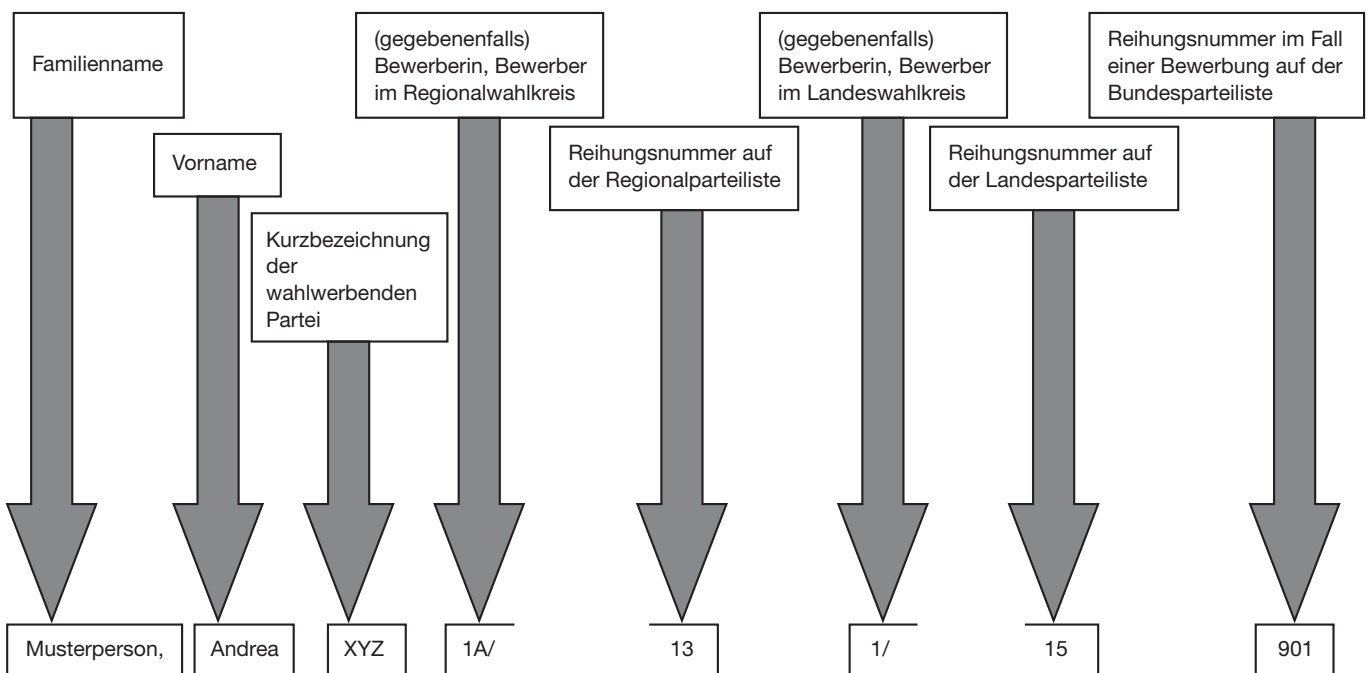 Familienname
(gegebenenfalls)
Bewerberin, Bewerber
im Regionalwahlkreis
(gegebenenfalls)
Bewerberin, Bewerber
im Landeswahlkreis
Reihungsnummer im Fall
einer Bewerbung auf der
Bundesparteiliste
Vorname
Reihungsnummer auf
der Regionalparteiliste
Reihungsnummer auf
der Landesparteiliste
Kurzbezeichnung
der
wahlwerbenden
Partei
Musterperson,
Andrea
XYZ
1A/
13
1/
15
901